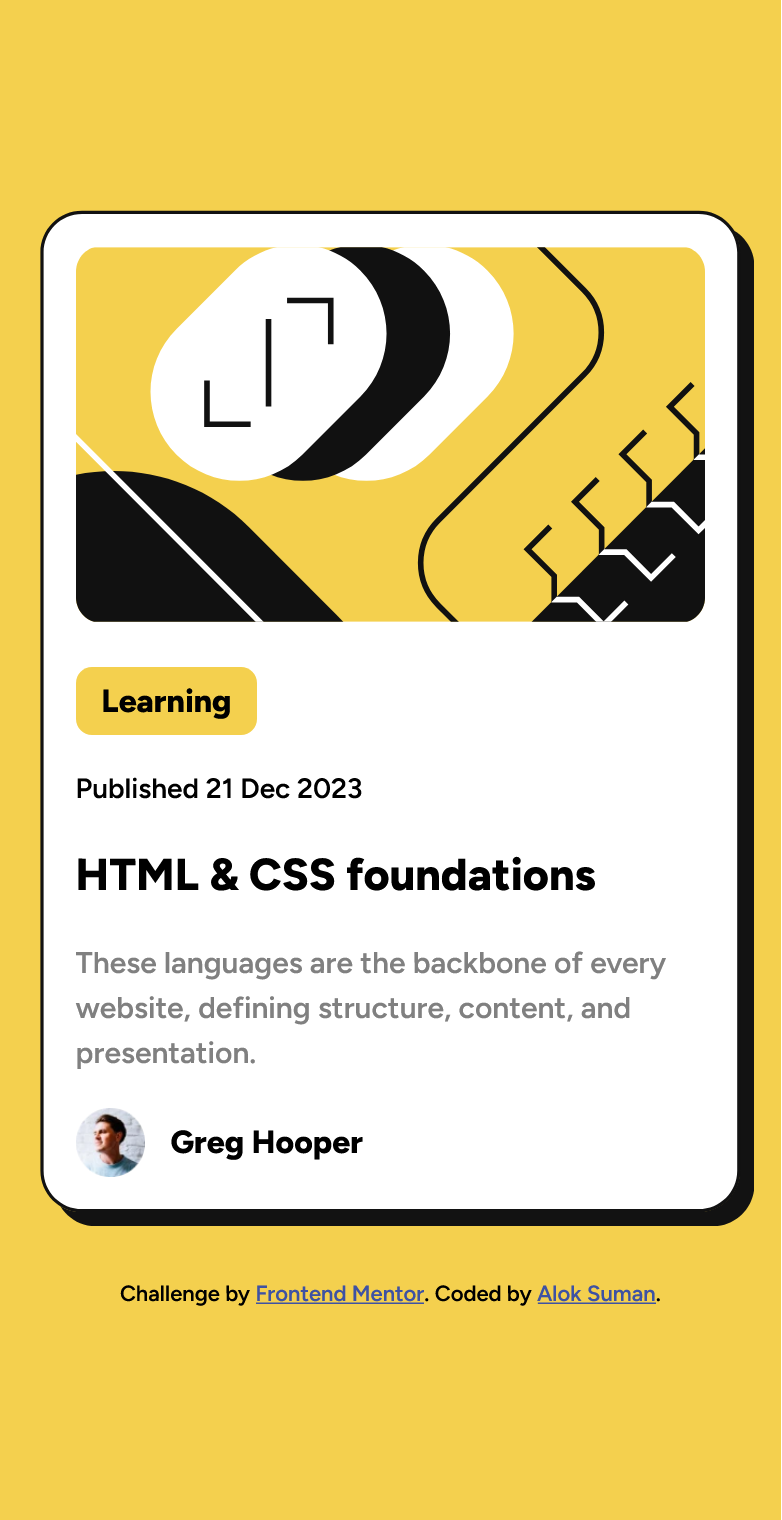 Learning
Published 21 Dec 2023
HTML & CSS foundations
These languages are the backbone of every
website, defining structure, content, and
presentation.
Greg Hooper
Challenge by Frontend Mentor. Coded by Alok Suman.